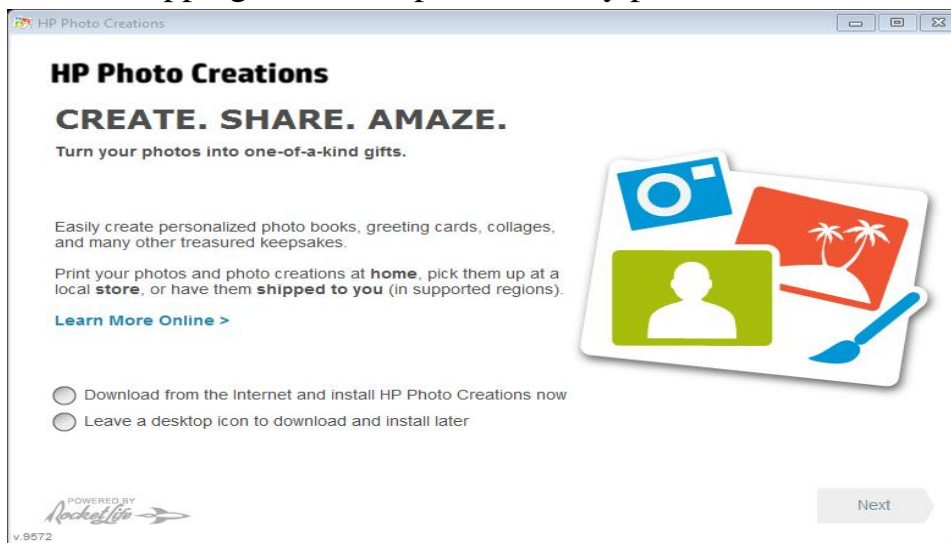 HP Photo Creations
HP Photo Creations
CREATE. SHARE. AMAZE.
Turn your photos into one-of-a-kind gifts.
Easily create personalized photo books, greeting cards, collages,
and many other treasured keepsakes.
Print your photos and photo creations at home, pick them up at a
local store, or have them shipped to you (in supported regions).
Learn More Online >
Download from the Internet and install HP Photo Creations now
Leave a desktop icon to download and install later
POWERED BY
RocketLife
Next
v.9572